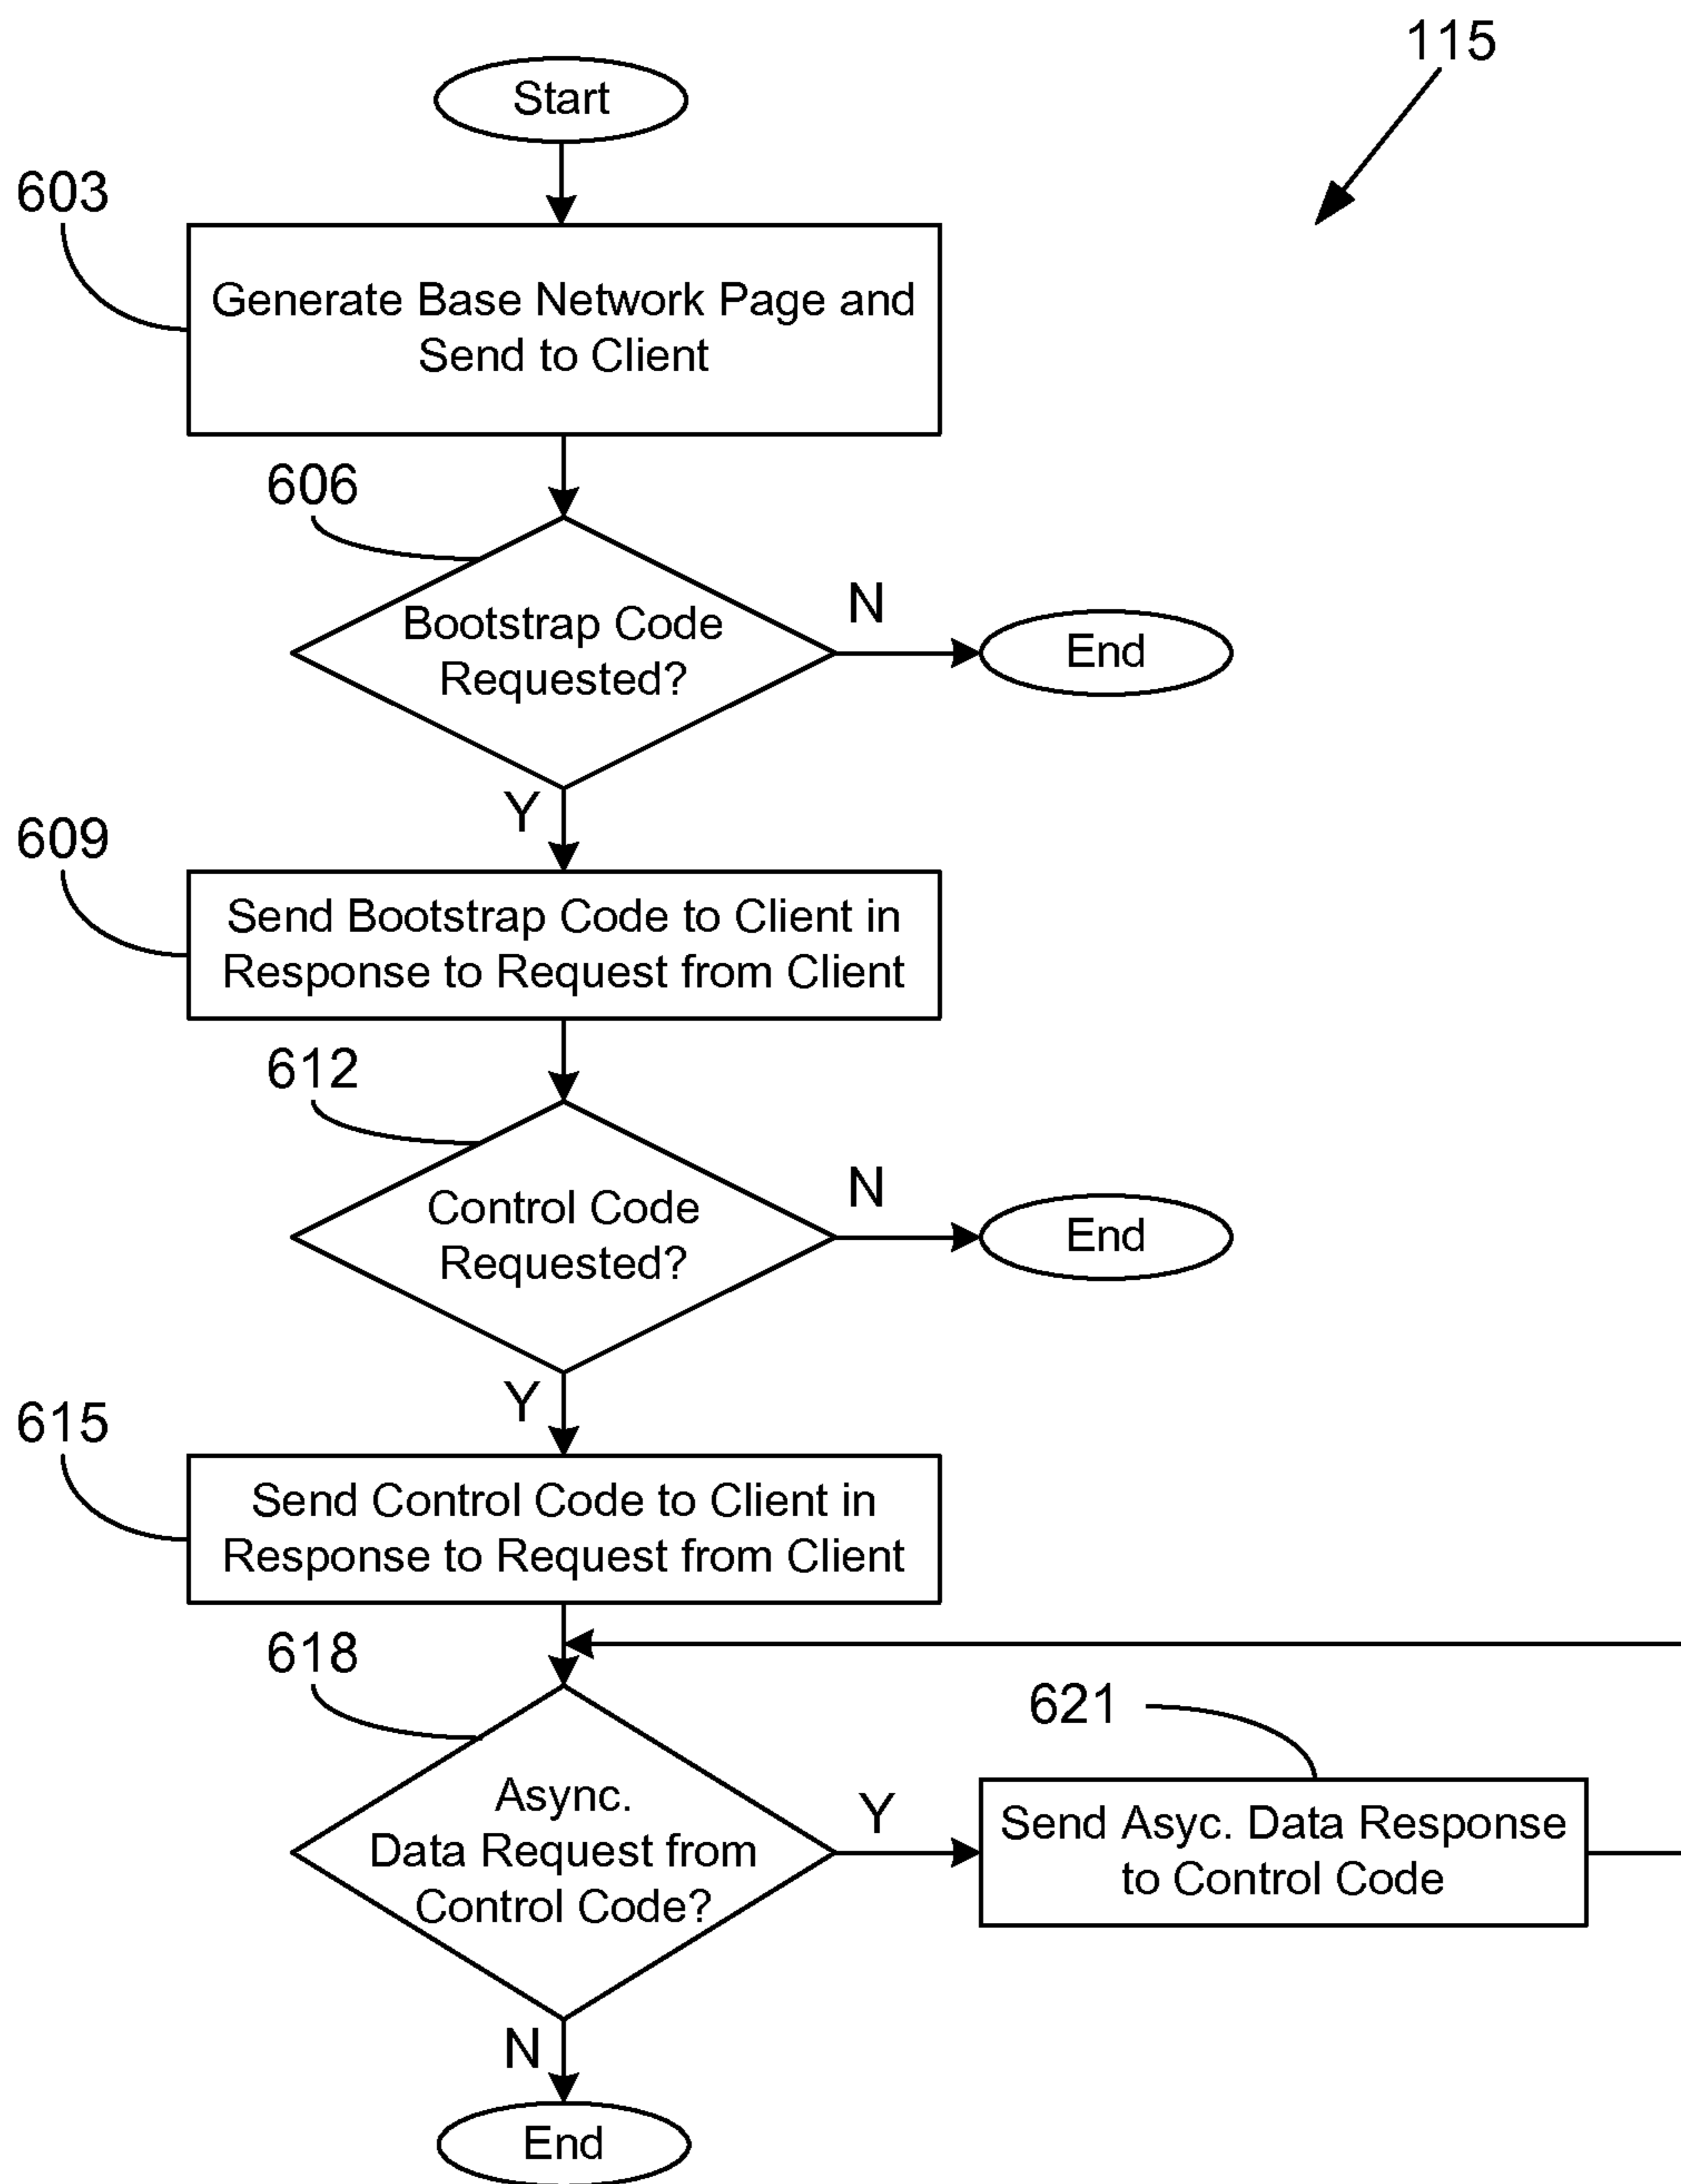 115
Start
603
Generate Base Network Page and
Send to Client
606
Bootstrap Code
Requested?
N
End
Y
609
Send Bootstrap Code to Client in
Response to Request from Client
612
Control Code
Requested?
N
End
Y
615
Send Control Code to Client in
Response to Request from Client
618
Async.
Data Request from
Control Code?
Y
621
Send Asyc. Data Response
to Control Code
N
End